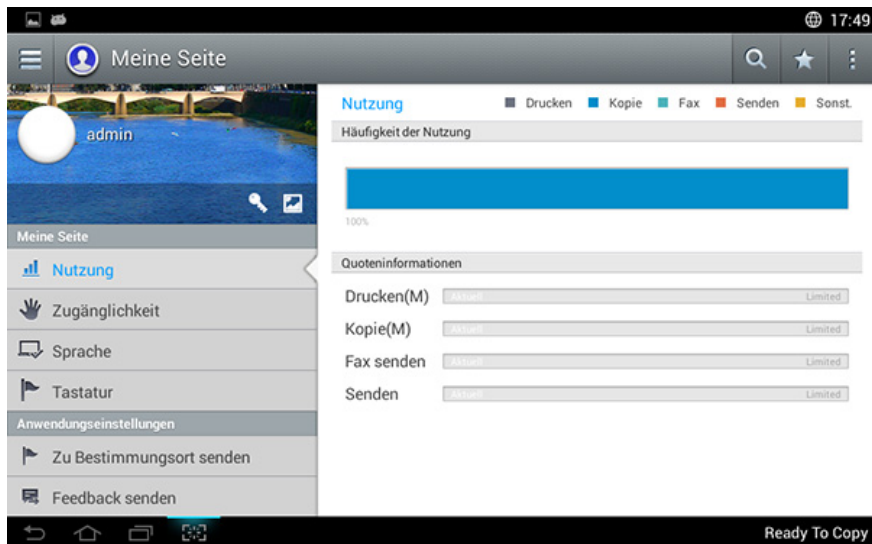 17:49
Meine Seite
admin
Meine Seite
Nutzung
Zugänglichkeit
Sprache
Tastatur
Anwendungseinstellungen
Zu Bestimmungsort senden
Feedback senden
Nutzung Drucken Kopie Fax Senden Sonst.
Häufigkeit der Nutzung
100%
Quoteninformationen
Drucken(M) Aktuell Limited
Kopie(M) Aktuell Limited
Fax senden Aktuell Limited
Senden Aktuell Limited
Ready To Copy